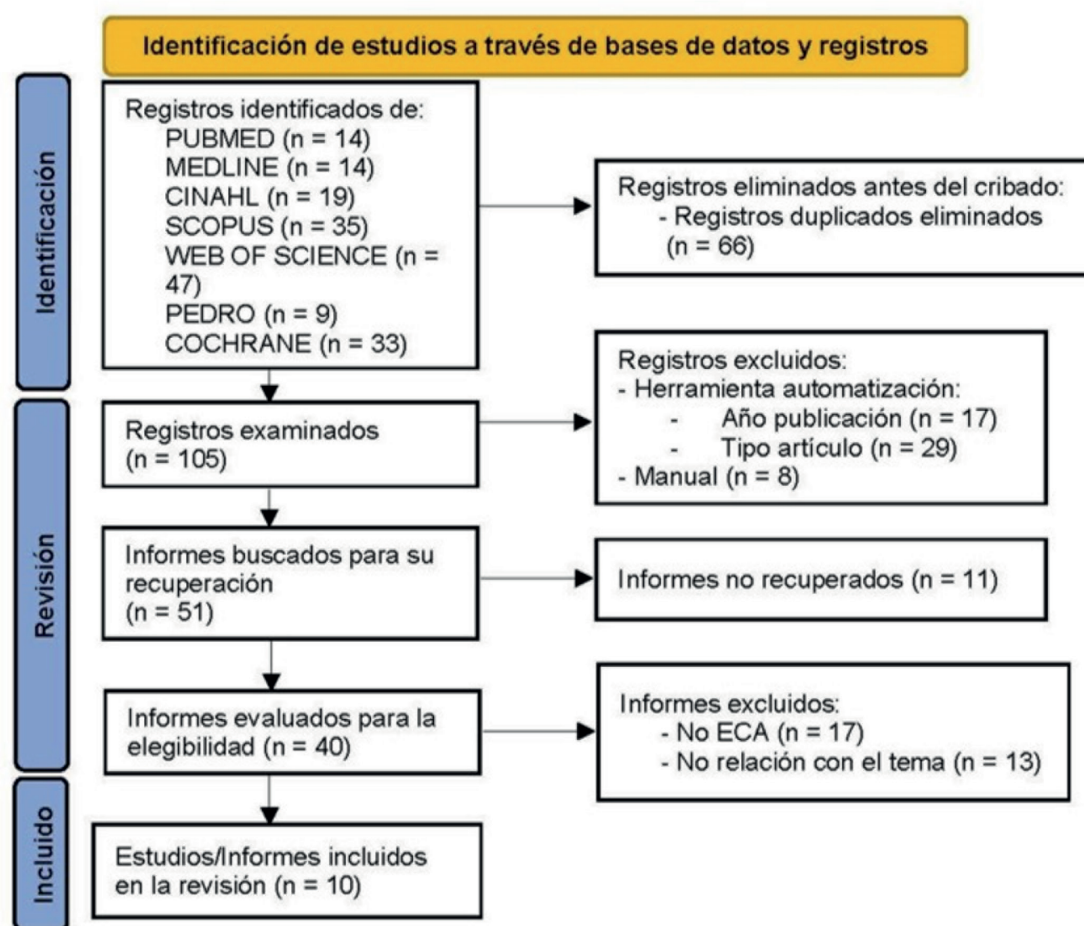 Identificación de estudios a través de bases de datos y registros
Identificación
Registros identificados de:
PUBMED (n = 14)
MEDLINE (n = 14)
CINAHL (n = 19)
SCOPUS (n = 35)
WEB OF SCIENCE (n =
47)
PEDRO (n = 9)
COCHRANE (n = 33)
Registros eliminados antes del cribado:
- Registros duplicados eliminados
(n = 66)
Revisión
Registros examinados
(n = 105)
Registros excluidos:
- Herramienta automatización:
- Año publicación (n = 17)
- Tipo artículo (n = 29)
- Manual (n = 8)
Informes buscados para su
recuperación
(n = 51)
Informes no recuperados (n = 11)
Informes evaluados para la
elegibilidad (n = 40)
Informes excluidos:
- No ECA (n = 17)
- No relación con el tema (n = 13)
Incluido
Estudios/Informes incluidos
en la revisión (n = 10)